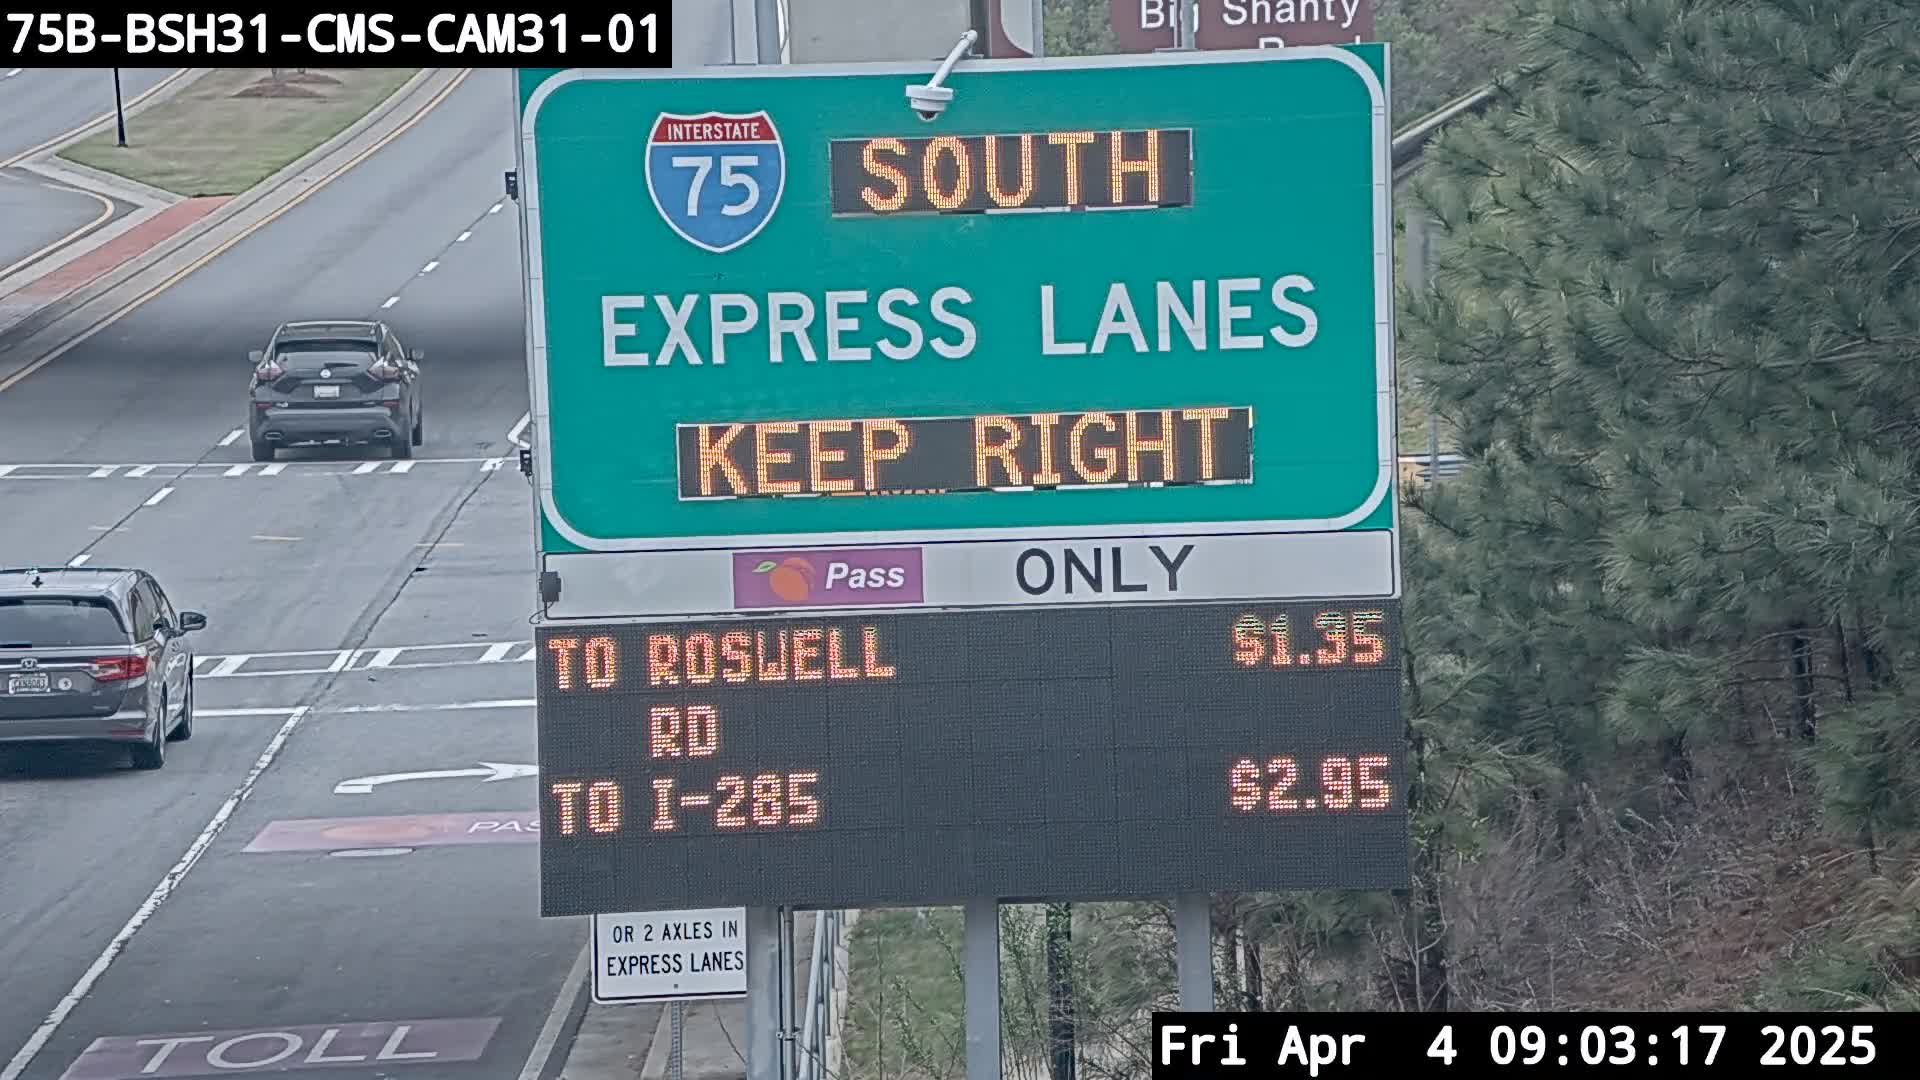 75B-BSH31-CMS-CAM31-01
Big Shanty
INTERSTATE
75
SOUTH
EXPRESS LANES
KEEP RIGHT
Pass ONLY
TO ROSWELL $1.35
RD
TO I-285 $2.95
OR 2 AXLES IN
EXPRESS LANES
TOLL
Fri Apr 4 09:03:17 2025